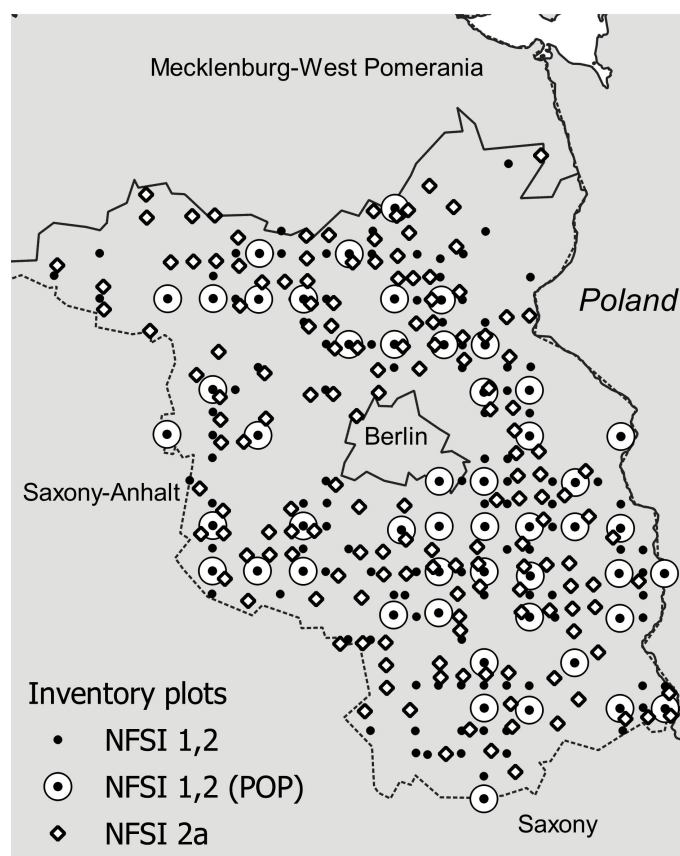 Mecklenburg-West Pomerania
Poland
Berlin
Saxony-Anhalt
Inventory plots
NFSI 1,2
NFSI 1,2 (POP)
NFSI 2a
Saxony